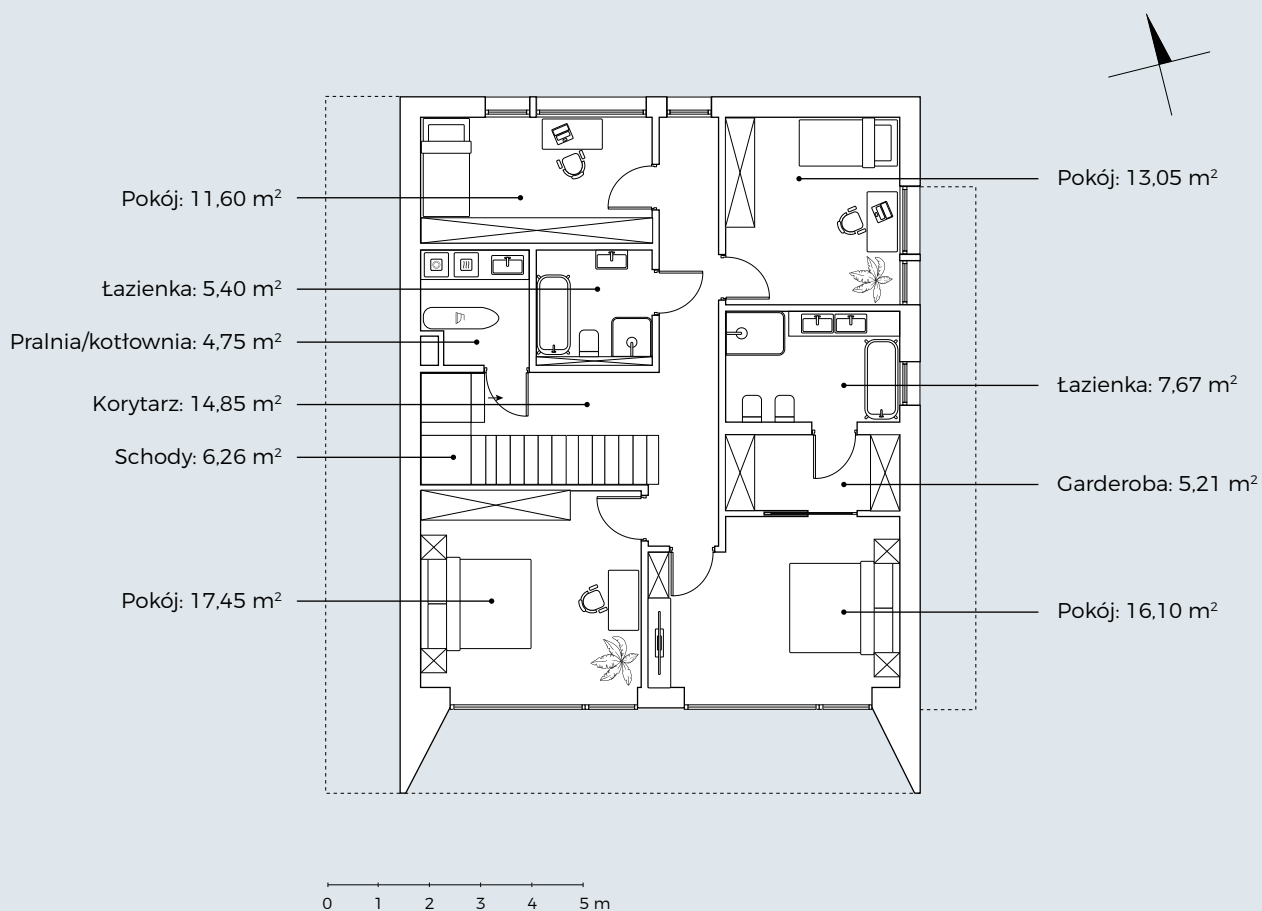 Pokój: 11,60 m²
Łazienka: 5,40 m²
Pralnia/kotłownia: 4,75 m²
Korytarz: 14,85 m²
Schody: 6,26 m²
Pokój: 17,45 m²
Pokój: 13,05 m²
Łazienka: 7,67 m²
Garderoba: 5,21 m²
Pokój: 16,10 m²
0 1 2 3 4 5 m